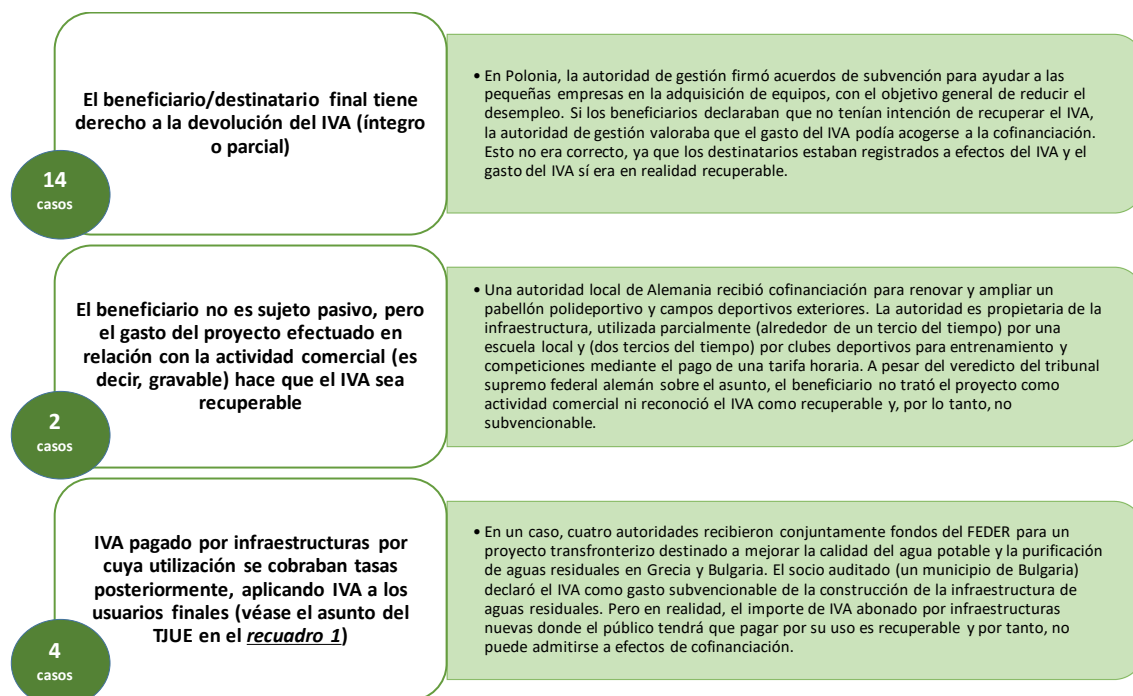 El beneficiario/destinatario final tiene
derecho a la devolución del IVA (íntegro
o parcial)
14
casos
• En Polonia, la autoridad de gestión firmó acuerdos de subvención para ayudar a las
pequeñas empresas en la adquisición de equipos, con el objetivo general de reducir el
desempleo. Si los beneficiarios declaraban que no tenían intención de recuperar el IVA,
la autoridad de gestión valoraba que el gasto del IVA podía acogerse a la cofinanciación.
Esto no era correcto, ya que los destinatarios estaban registrados a efectos del IVA y el
gasto del IVA sí era en realidad recuperable.
El beneficiario no es sujeto pasivo, pero
el gasto del proyecto efectuado en
relación con la actividad comercial (es
decir, gravable) hace que el IVA sea
recuperable
2
casos
• Una autoridad local de Alemania recibió cofinanciación para renovar y ampliar un
pabellón polideportivo y campos deportivos exteriores. La autoridad es propietaria de la
infraestructura, utilizada parcialmente (alrededor de un tercio del tiempo) por una
escuela local y (dos tercios del tiempo) por clubes deportivos para entrenamiento y
competiciones mediante el pago de una tarifa horaria. A pesar del veredicto del tribunal
supremo federal alemán sobre el asunto, el beneficiario no trató el proyecto como
actividad comercial ni reconoció el IVA como recuperable y, por lo tanto, no
subvencionable.
IVA pagado por infraestructuras por
cuya utilización se cobraban tasas
posteriormente, aplicando IVA a los
usuarios finales (véase el asunto del
TJUE en el recuadro 1)
4
casos
• En un caso, cuatro autoridades recibieron conjuntamente fondos del FEDER para un
proyecto transfronterizo destinado a mejorar la calidad del agua potable y la purificación
de aguas residuales en Grecia y Bulgaria. El socio auditado (un municipio de Bulgaria)
declaró el IVA como gasto subvencionable de la construcción de la infraestructura de
aguas residuales. Pero en realidad, el importe de IVA abonado por infraestructuras
nuevas donde el público tendrá que pagar por su uso es recuperable y por tanto, no
puede admitirse a efectos de cofinanciación.